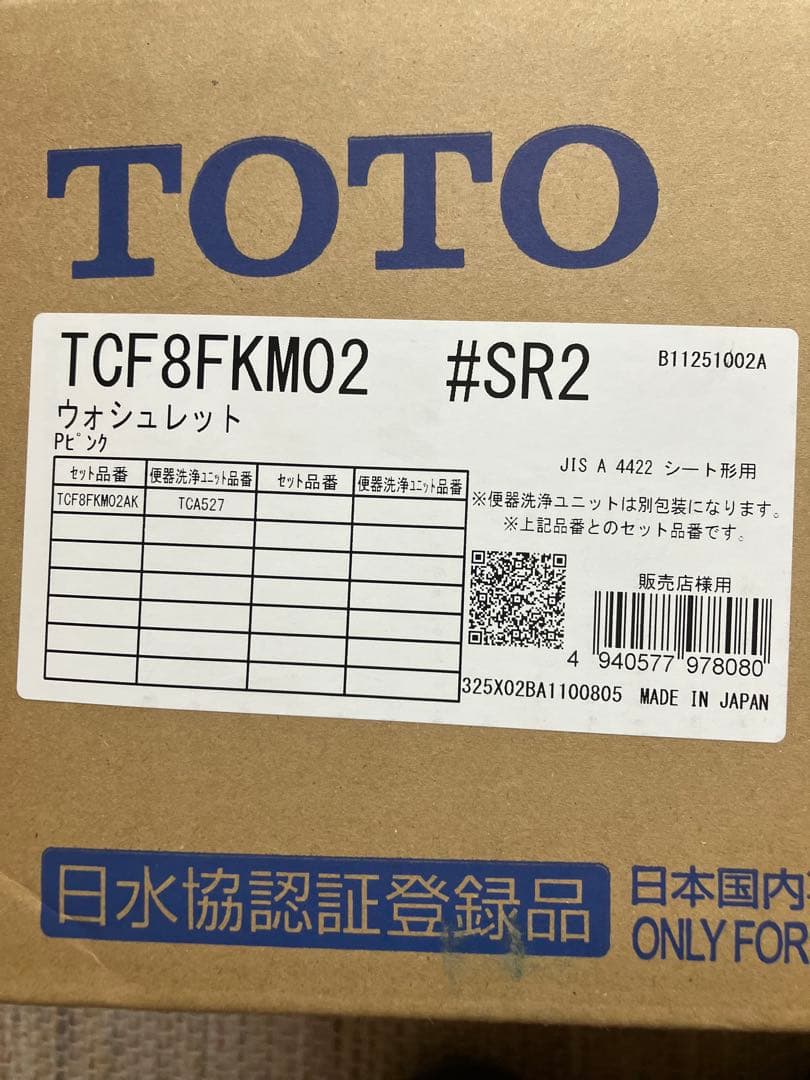 TOTO
TCF8FKM02 #SR2
B11251002A
ウォシュレット
Pピンク
JIS A 4422 シート形用
セット品番 便器洗浄ユニット品番 セット品番 便器洗浄ユニット品番
TCF8FKM02AK TCA527
※便器洗浄ユニットは別包装になります。
※上記品番とのセット品番です。
販売店様用
4 940577 978080
325X02BA1100805 MADE IN JAPAN
日水協認証登録品
日本国内
ONLY FOR